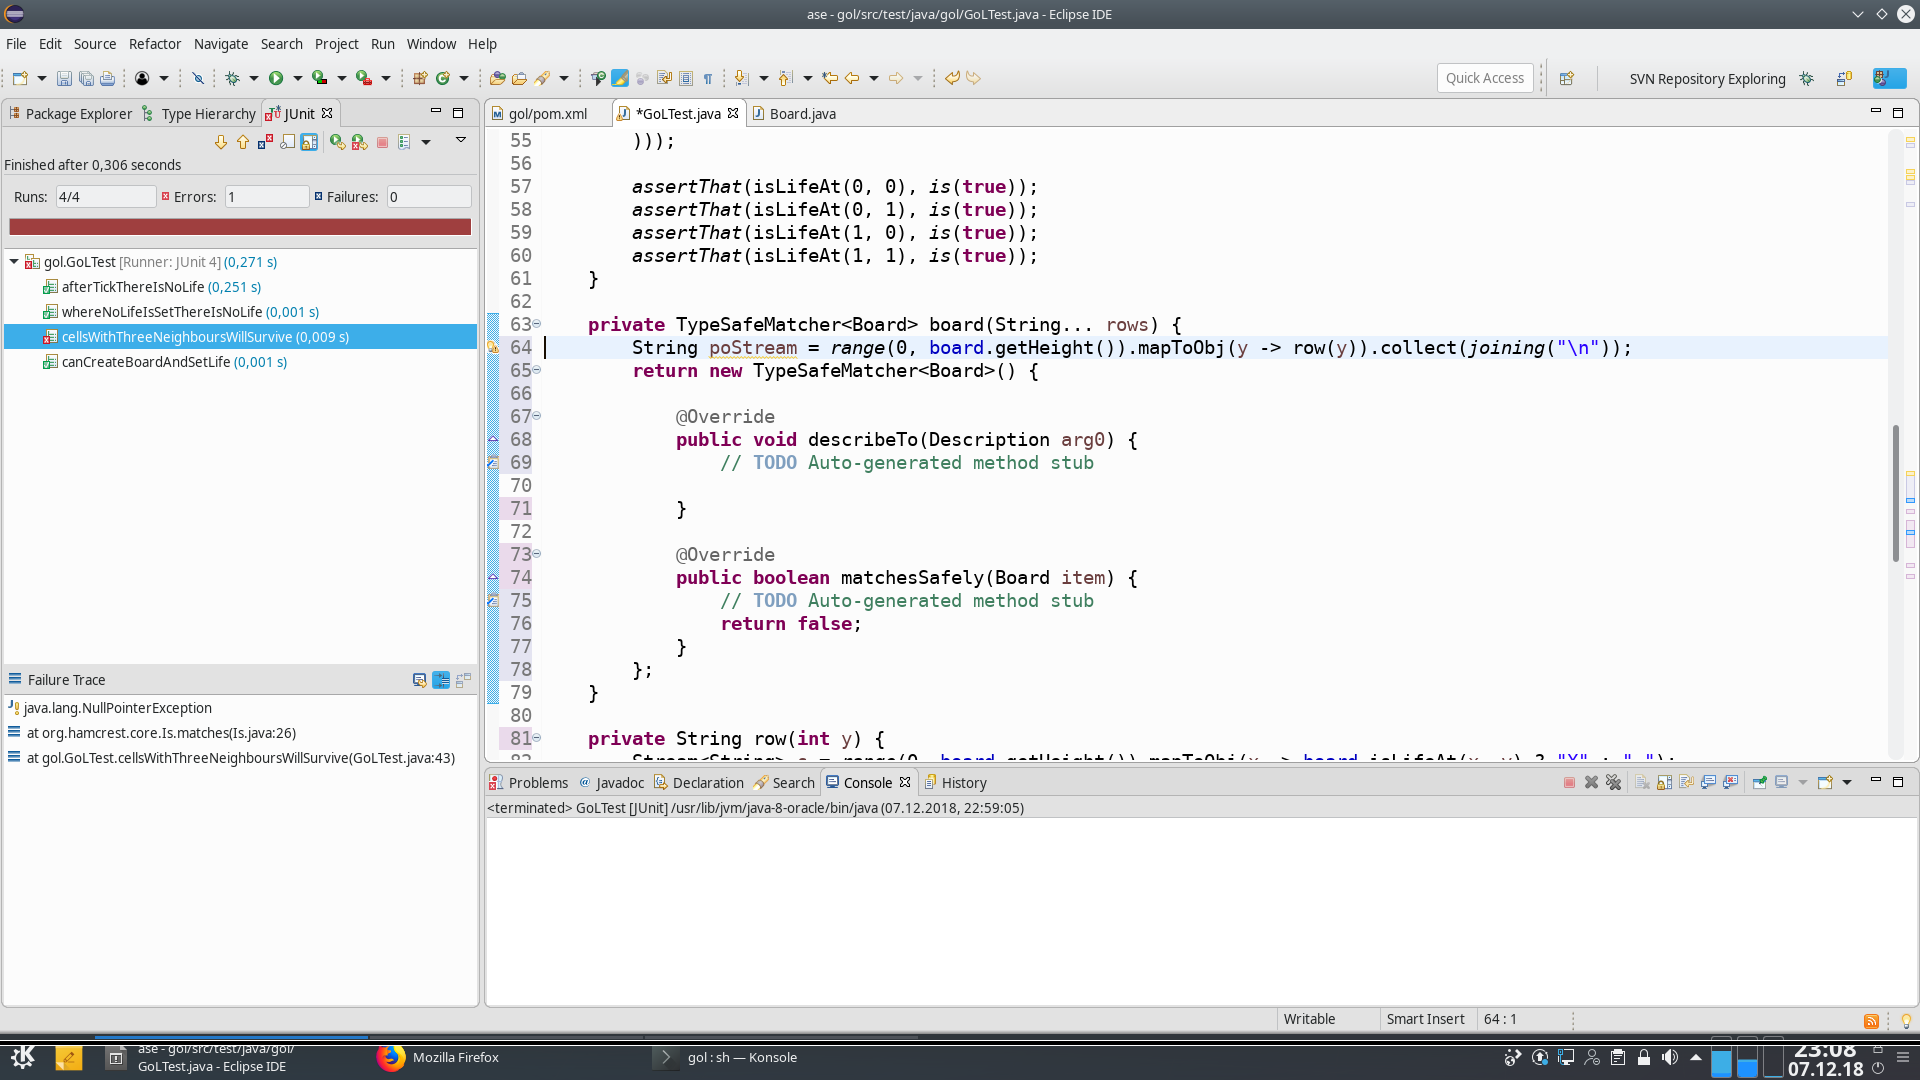 ase - gol/src/test/java/gol/GoLTest.java - Eclipse IDE
File Edit Source Refactor Navigate Search Project Run Window Help
Quick Access
SVN Repository Exploring
Package Explorer Type Hierarchy JUnit
Finished after 0,306 seconds
Runs: 4/4 Errors: 1 Failures: 0
gol.GoLTest [Runner: JUnit 4] (0,271 s)
afterTickThereIsNoLife (0,251 s)
whereNoLifeIsSetThereIsNoLife (0,001 s)
cellsWithThreeNeighboursWillSurvive (0,009 s)
canCreateBoardAndSetLife (0,001 s)
Failure Trace
java.lang.NullPointerException
at org.hamcrest.core.Is.matches(Is.java:26)
at gol.GoLTest.cellsWithThreeNeighboursWillSurvive(GoLTest.java:43)
gol/pom.xml *GoLTest.java Board.java
55 )));
56
57 assertThat(isLifeAt(0, 0), is(true));
58 assertThat(isLifeAt(0, 1), is(true));
59 assertThat(isLifeAt(1, 0), is(true));
60 assertThat(isLifeAt(1, 1), is(true));
61 }
62
63 private TypeSafeMatcher<Board> board(String... rows) {
64 String poStream = range(0, board.getHeight()).mapToObj(y -> row(y)).collect(joining("\n"));
65 return new TypeSafeMatcher<Board>() {
66
67 @Override
68 public void describeTo(Description arg0) {
69 // TODO Auto-generated method stub
70
71 }
72
73 @Override
74 public boolean matchesSafely(Board item) {
75 // TODO Auto-generated method stub
76 return false;
77 }
78 };
79 }
80
81 private String row(int y) {
Problems Javadoc Declaration Search Console History
<terminated> GoLTest [JUnit] /usr/lib/jvm/java-8-oracle/bin/java (07.12.2018, 22:59:05)
Writable Smart Insert 64 : 1
ase - gol/src/test/java/gol/
GoLTest.java - Eclipse IDE
Mozilla Firefox
gol : sh — Konsole
23:08
07.12.18